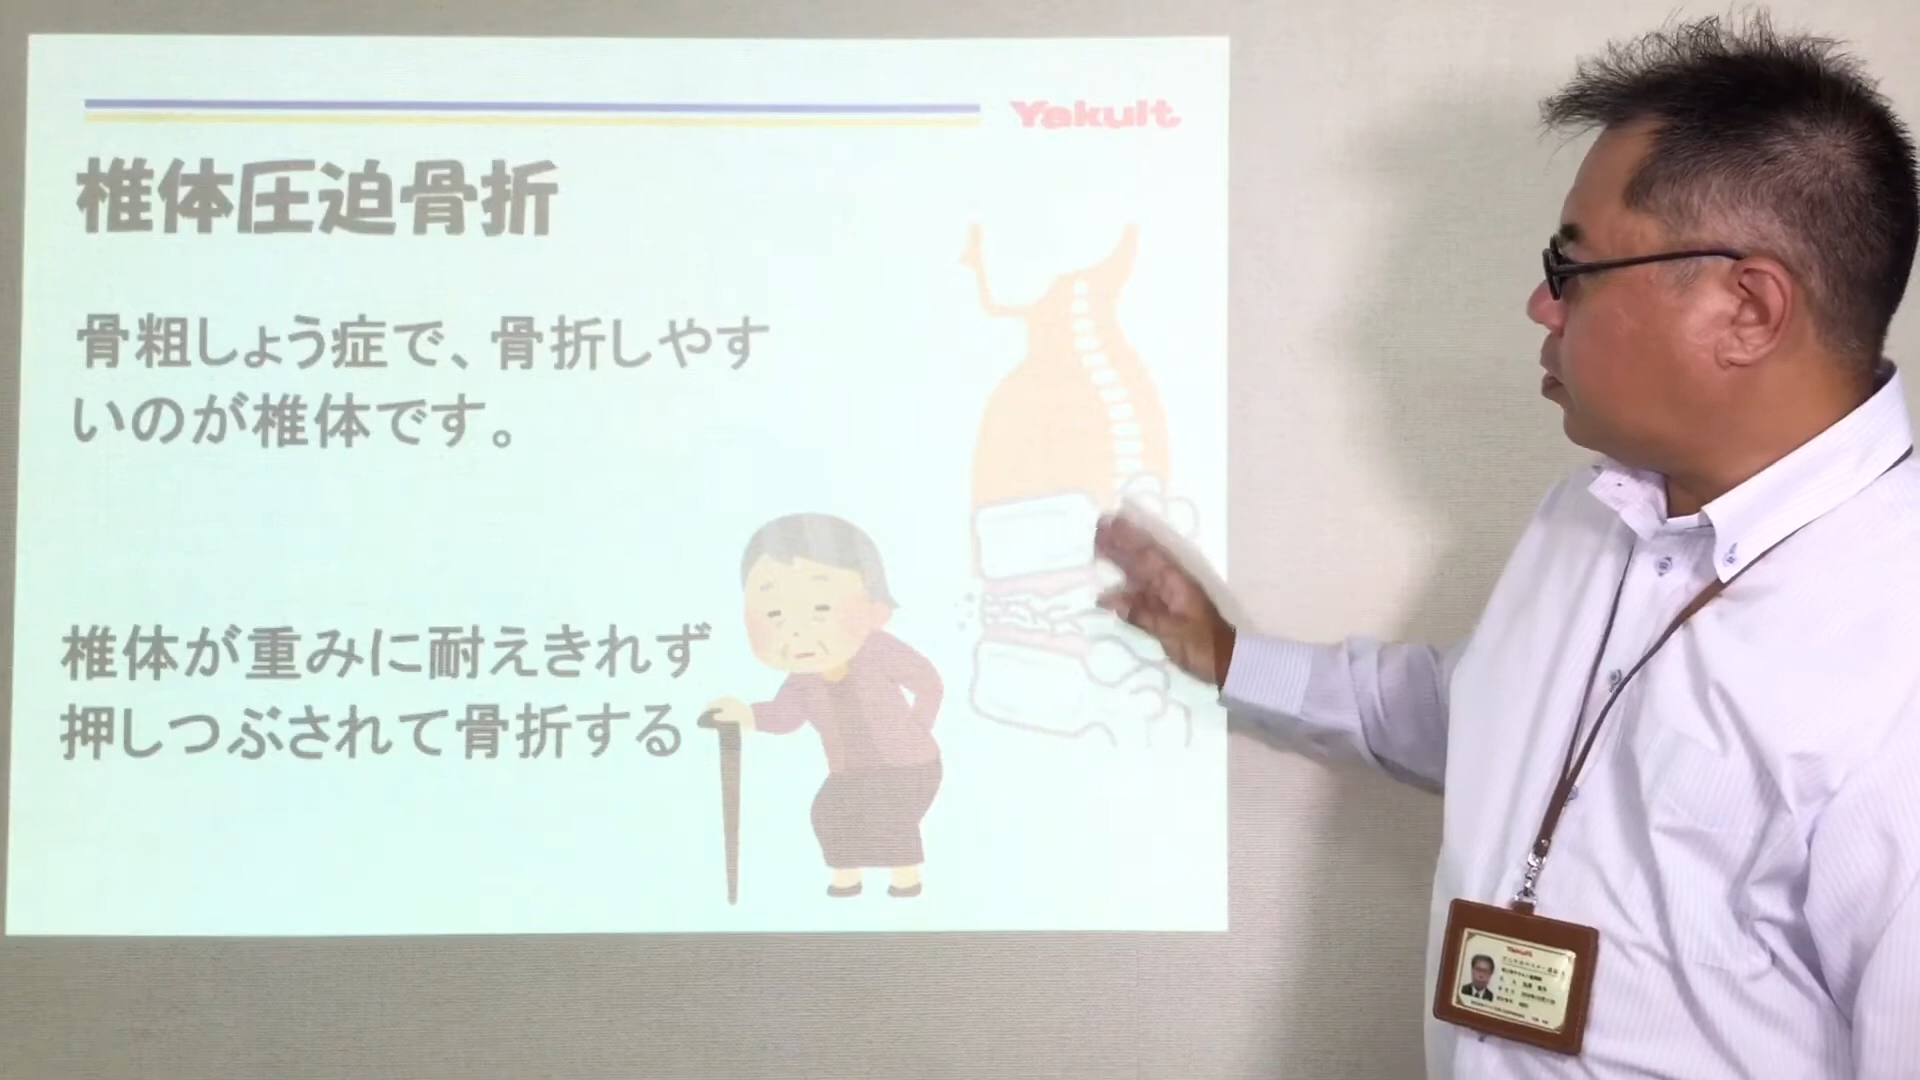 Yakult
椎体圧迫骨折
骨粗しょう症で、骨折しやす
いのが椎体です。
椎体が重みに耐えきれず
押しつぶされて骨折する
Yakult